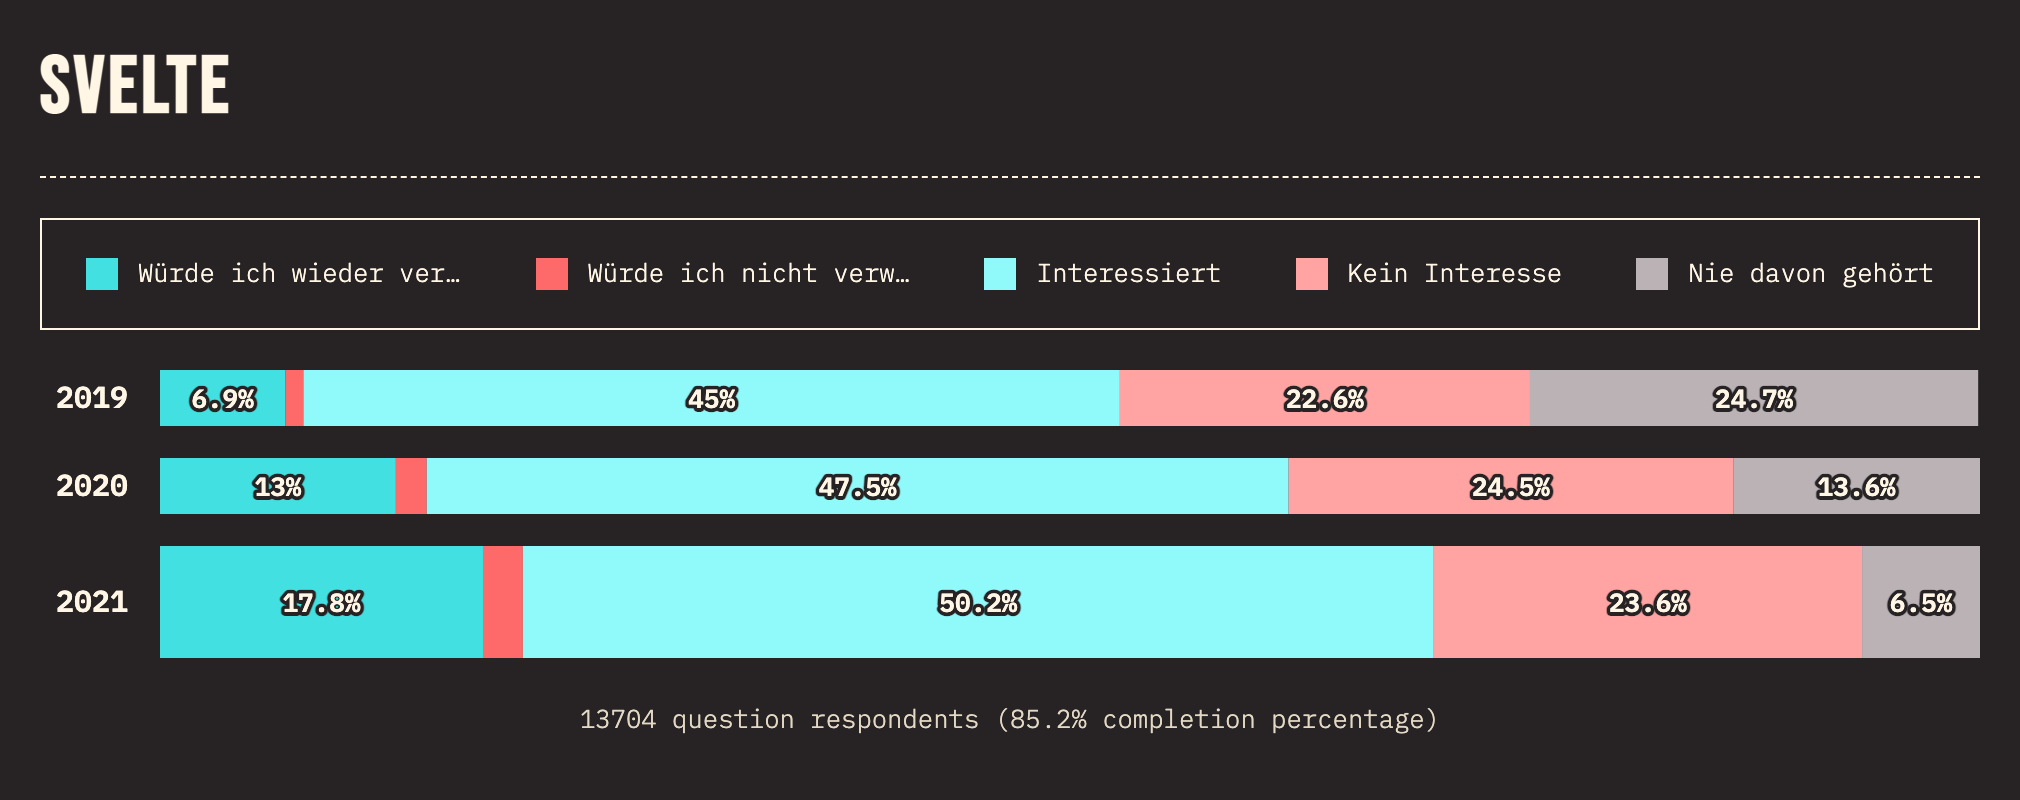 SVELTE
Würde ich wieder ver… Würde ich nicht verw… Interessiert Kein Interesse Nie davon gehört
2019 6.9% 45% 22.6% 24.7%
2020 13% 47.5% 24.5% 13.6%
2021 17.8% 50.2% 23.6% 6.5%
13704 question respondents (85.2% completion percentage)